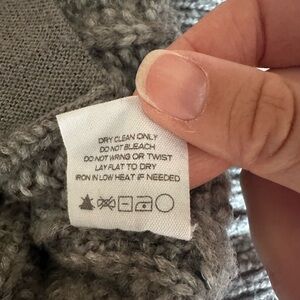 DRY CLEAN ONLY
DO NOT BLEACH
DO NOT WRING OR TWIST
LAY FLAT TO DRY
IRON IN LOW HEAT IF NEEDED